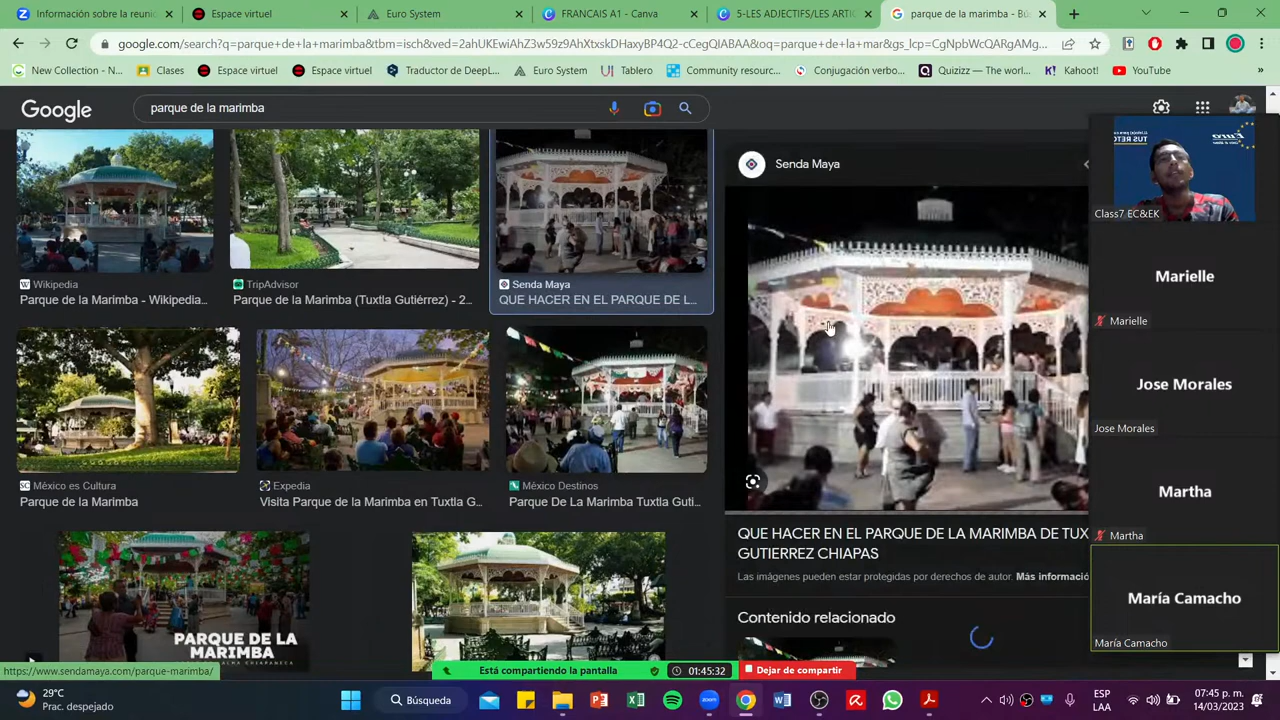 Información sobre la reunió
Espace virtuel
Euro System
FRANCAIS A1 - Canva
5-LES ADJECTIFS/LES ARTIC
parque de la marimba - Bús
google.com/search?q=parque+de+la+marimba&tbm=isch&ved=2ahUKEwiAhZ3w59z9AhXtxskDHaxyBP4Q2-cCegQIABAA&oq=parque+de+la+mar&gs_lcp=CgNpbWcQARgAMg...
New Collection - N...
Clases
Espace virtuel
Espace virtuel
Traductor de DeepL...
Euro System
Tablero
Community resourc...
Conjugación verbo...
Quizizz — The worl...
Kahoot!
YouTube
»
Google
parque de la marimba
Senda Maya
Euro
TUS RETO
Class7 EC&EK
Wikipedia
Parque de la Marimba - Wikipedia...
TripAdvisor
Parque de la Marimba (Tuxtla Gutiérrez) - 2...
Senda Maya
QUE HACER EN EL PARQUE DE L...
Marielle
Marielle
Jose Morales
Jose Morales
México es Cultura
Parque de la Marimba
Expedia
Visita Parque de la Marimba en Tuxtla G...
México Destinos
Parque De La Marimba Tuxtla Guti...
Martha
Martha
QUE HACER EN EL PARQUE DE LA MARIMBA DE TUX
GUTIERREZ CHIAPAS
Las imágenes pueden estar protegidas por derechos de autor. Más informació
María Camacho
María Camacho
Contenido relacionado
PARQUE DE LA
MARIMBA
ALMA CHIAPANECA
https://www.sendamaya.com/parque-marimba/
Está compartiendo la pantalla
01:45:32
Dejar de compartir
29°C
Prac. despejado
Búsqueda
ESP
LAA
07:45 p. m.
14/03/2023